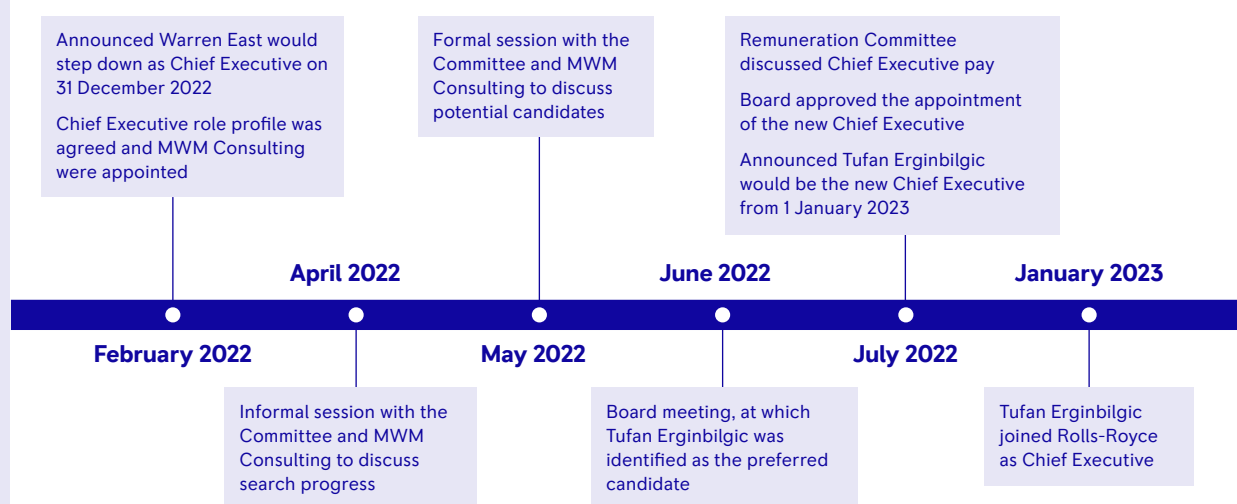 Announced Warren East would
step down as Chief Executive on
31 December 2022
Chief Executive role profile was
agreed and MWM Consulting
were appointed
February 2022
April 2022
Informal session with the
Committee and MWM
Consulting to discuss
search progress
Formal session with the
Committee and MWM
Consulting to discuss
potential candidates
May 2022
June 2022
Board meeting, at which
Tufan Erginbilgic was
identified as the preferred
candidate
Remuneration Committee
discussed Chief Executive pay
Board approved the appointment
of the new Chief Executive
Announced Tufan Erginbilgic
would be the new Chief Executive
from 1 January 2023
July 2022
January 2023
Tufan Erginbilgic
joined Rolls-Royce
as Chief Executive